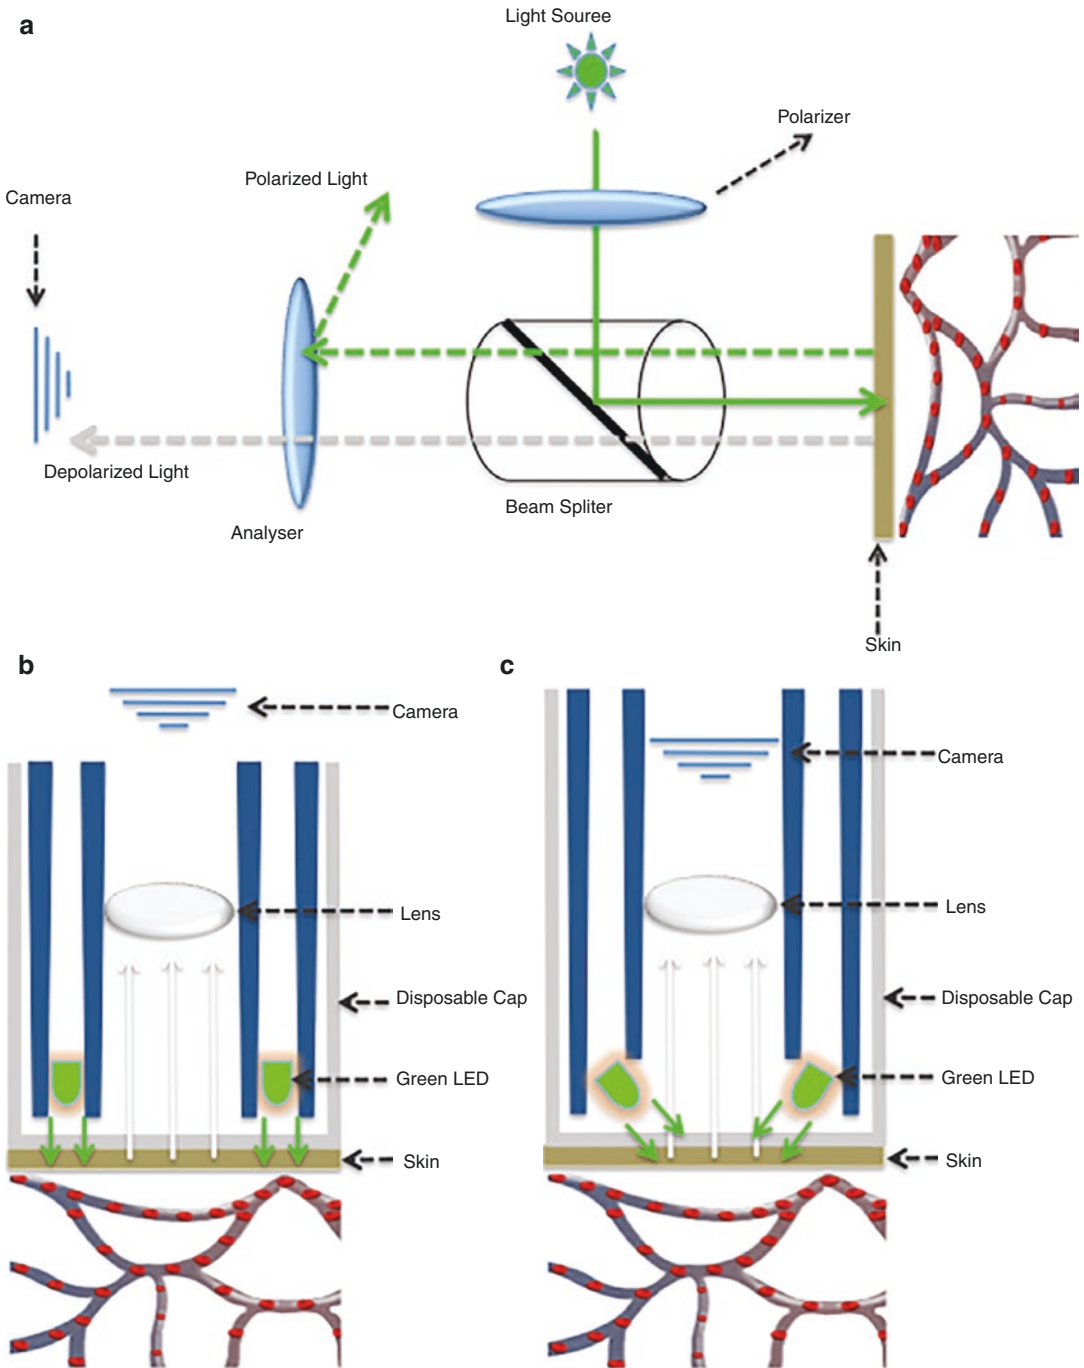 a
Light Souree
Polarizer
Polarized Light
Camera
Depolarized Light
Beam Spliter
Analyser
Skin
b
Camera
Lens
Disposable Cap
Green LED
Skin
c
Camera
Lens
Disposable Cap
Green LED
Skin